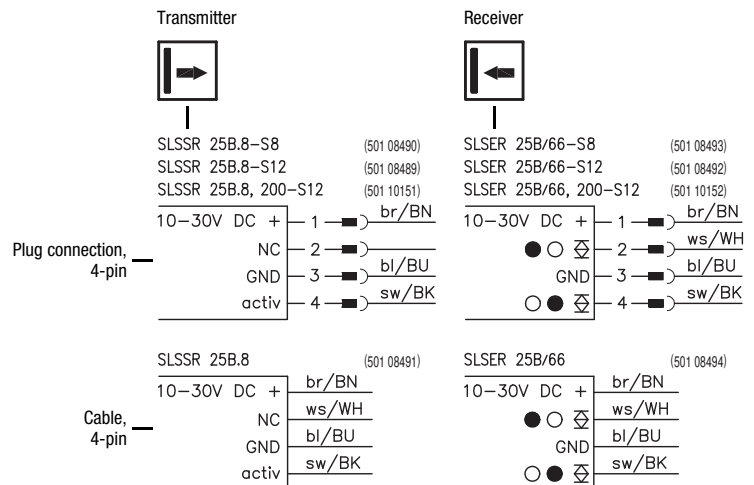 Transmitter
Receiver
SLSSR 25B.8-S8 (501 08490)
SLSSR 25B.8-S12 (501 08489)
SLSSR 25B.8, 200-S12 (501 10151)
SLSER 25B/66-S8 (501 08493)
SLSER 25B/66-S12 (501 08492)
SLSER 25B/66, 200-S12 (501 10152)
Plug connection,
4-pin
10-30V DC + 1 br/BN
NC 2
GND 3 bl/BU
activ 4 sw/BK
10-30V DC + 1 br/BN
2 ws/WH
GND 3 bl/BU
4 sw/BK
SLSSR 25B.8 (501 08491)
SLSER 25B/66 (501 08494)
Cable,
4-pin
10-30V DC + br/BN
NC ws/WH
GND bl/BU
activ sw/BK
10-30V DC + br/BN
ws/WH
GND bl/BU
sw/BK